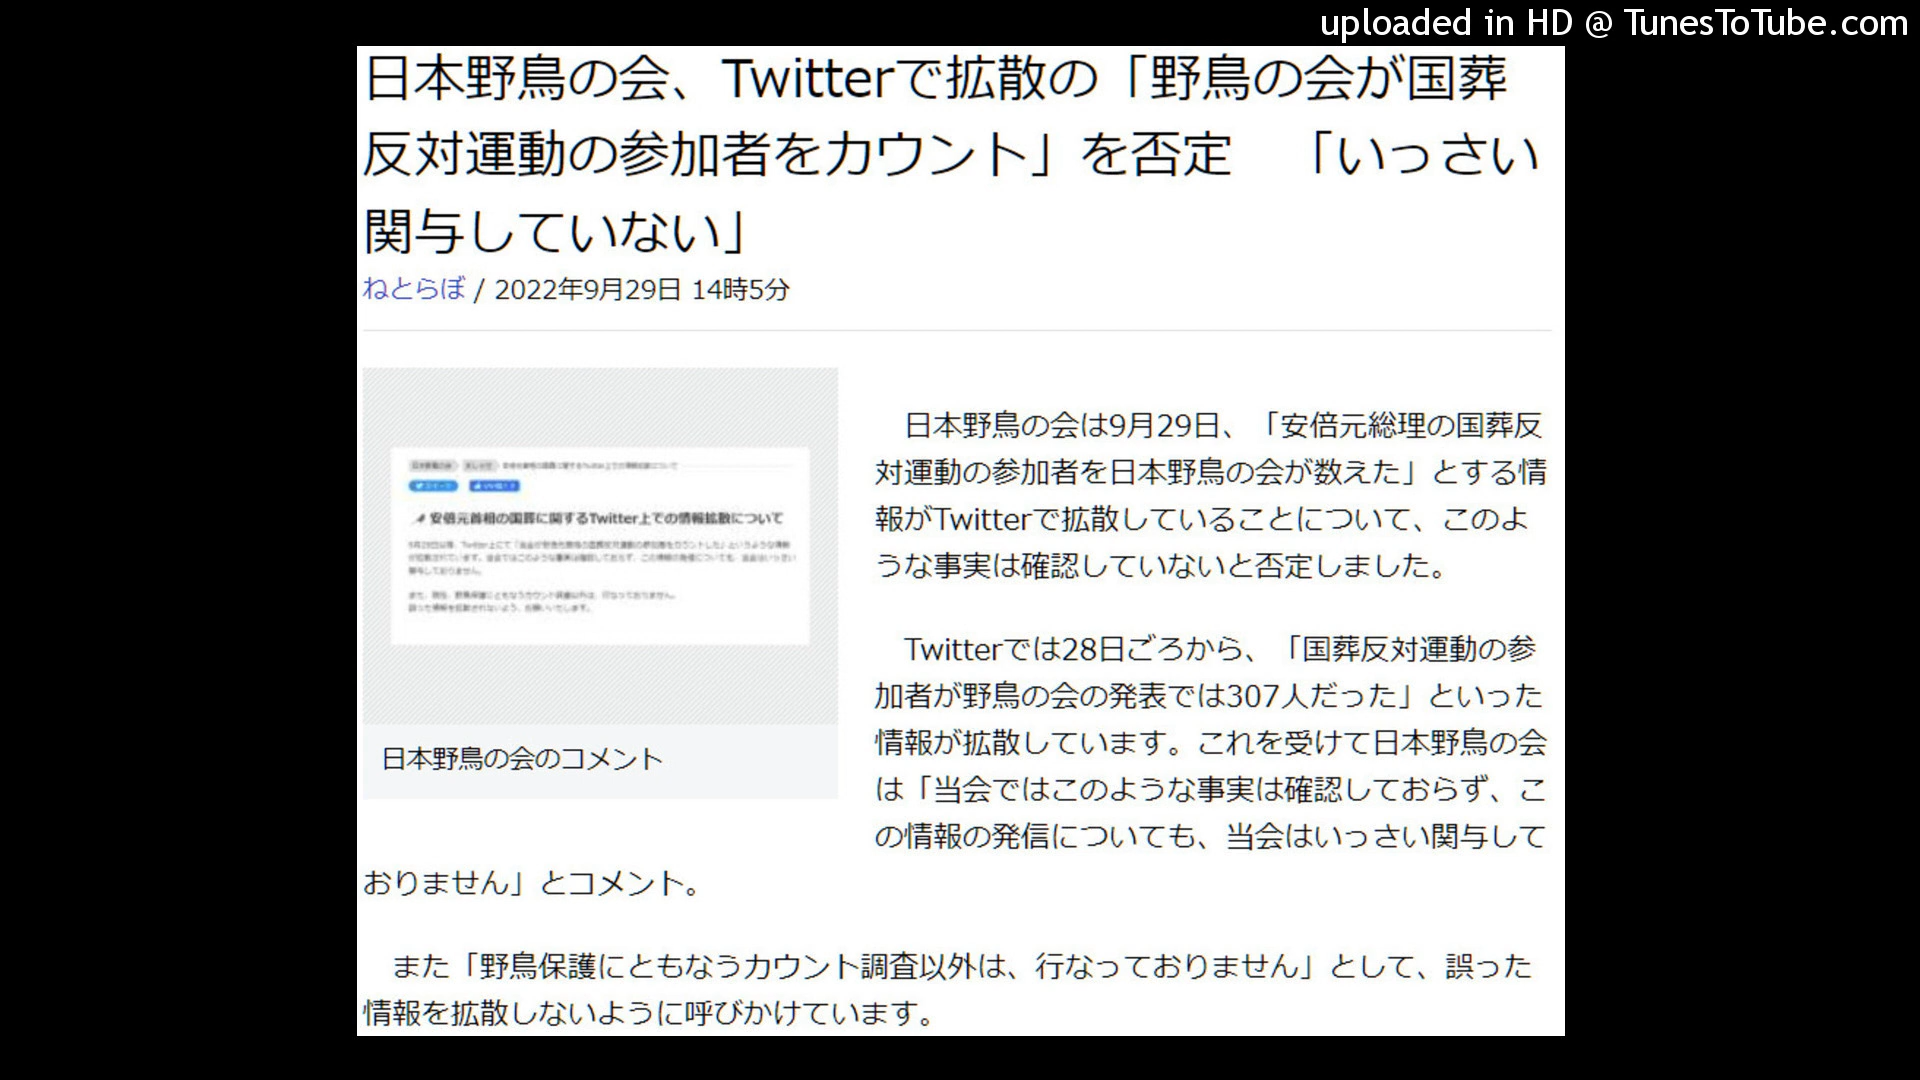 uploaded in HD @ TunesToTube.com
日本野鳥の会、Twitterで拡散の「野鳥の会が国葬
反対運動の参加者をカウント」を否定　「いっさい
関与していない」
ねとらぼ / 2022年9月29日 14時5分
安倍元首相の国葬に関するTwitter上での情報拡散について
日本野鳥の会のコメント
日本野鳥の会は9月29日、「安倍元総理の国葬反
対運動の参加者を日本野鳥の会が数えた」とする情
報がTwitterで拡散していることについて、このよ
うな事実は確認していないと否定しました。
Twitterでは28日ごろから、「国葬反対運動の参
加者が野鳥の会の発表では307人だった」といった
情報が拡散しています。これを受けて日本野鳥の会
は「当会ではこのような事実は確認しておらず、こ
の情報の発信についても、当会はいっさい関与して
おりません」とコメント。
また「野鳥保護にともなうカウント調査以外は、行なっておりません」として、誤った
情報を拡散しないように呼びかけています。